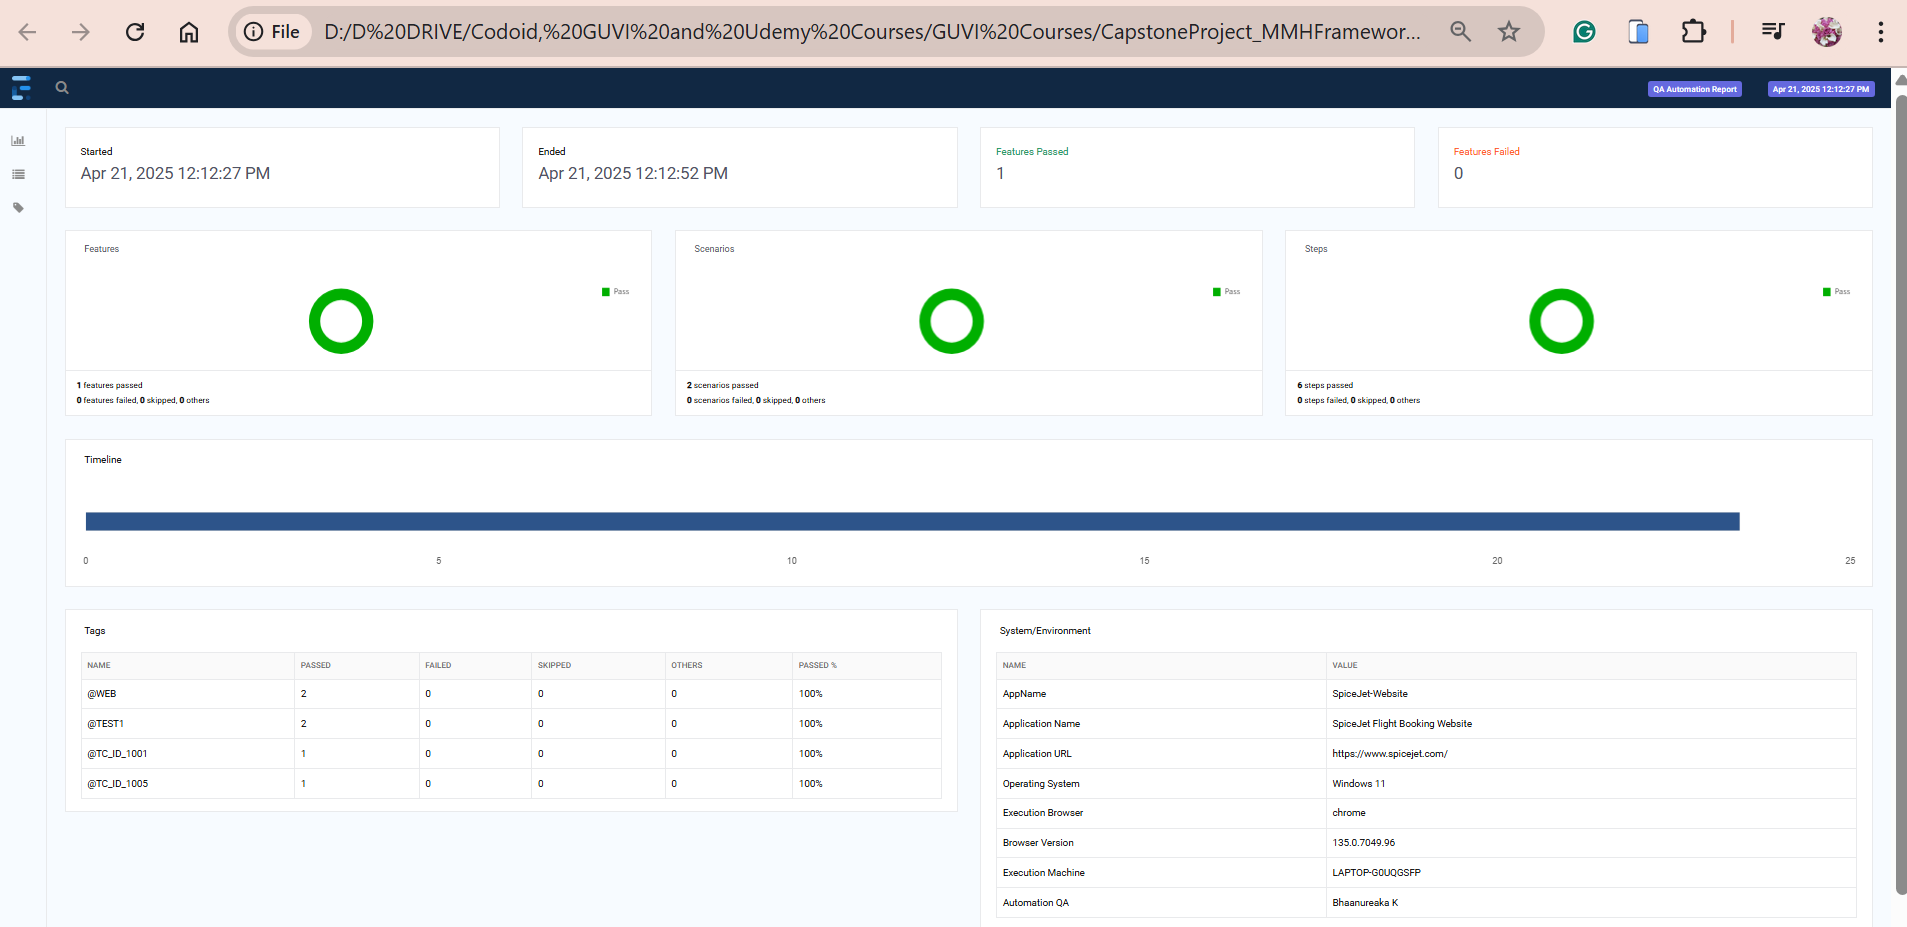 File
D:/D%20DRIVE/Codoid,%20GUVI%20and%20Udemy%20Courses/GUVI%20Courses/CapstoneProject_MMHFramewor...
QA Automation Report
Apr 21, 2025 12:12:27 PM
Started
Apr 21, 2025 12:12:27 PM
Ended
Apr 21, 2025 12:12:52 PM
Features Passed
1
Features Failed
0
Features
Pass
1 features passed
0 features failed, 0 skipped, 0 others
Scenarios
Pass
2 scenarios passed
0 scenarios failed, 0 skipped, 0 others
Steps
Pass
6 steps passed
0 steps failed, 0 skipped, 0 others
Timeline
0 5 10 15 20 25
Tags
NAME PASSED FAILED SKIPPED OTHERS PASSED %
@WEB 2 0 0 0 100%
@TEST1 2 0 0 0 100%
@TC_ID_1001 1 0 0 0 100%
@TC_ID_1005 1 0 0 0 100%
System/Environment
NAME VALUE
AppName SpiceJet-Website
Application Name SpiceJet Flight Booking Website
Application URL https://www.spicejet.com/
Operating System Windows 11
Execution Browser chrome
Browser Version 135.0.7049.96
Execution Machine LAPTOP-G0UQGSFP
Automation QA Bhaanureaka K